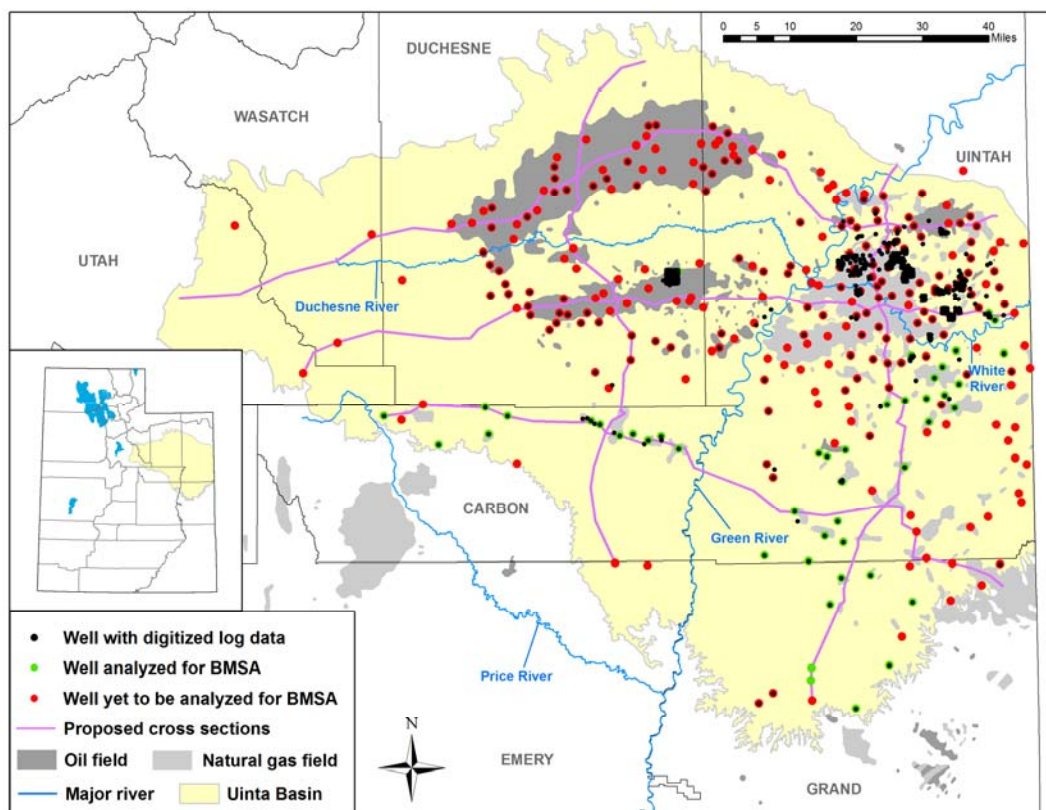 0 5 10 20 30 40
Miles
DUCHESNE
WASATCH
UINTAH
UTAH
Duchesne River
White
River
CARBON
Green River
Price River
EMERY
GRAND
N
Well with digitized log data
Well analyzed for BMSA
Well yet to be analyzed for BMSA
Proposed cross sections
Oil field
Natural gas field
Major river
Uinta Basin